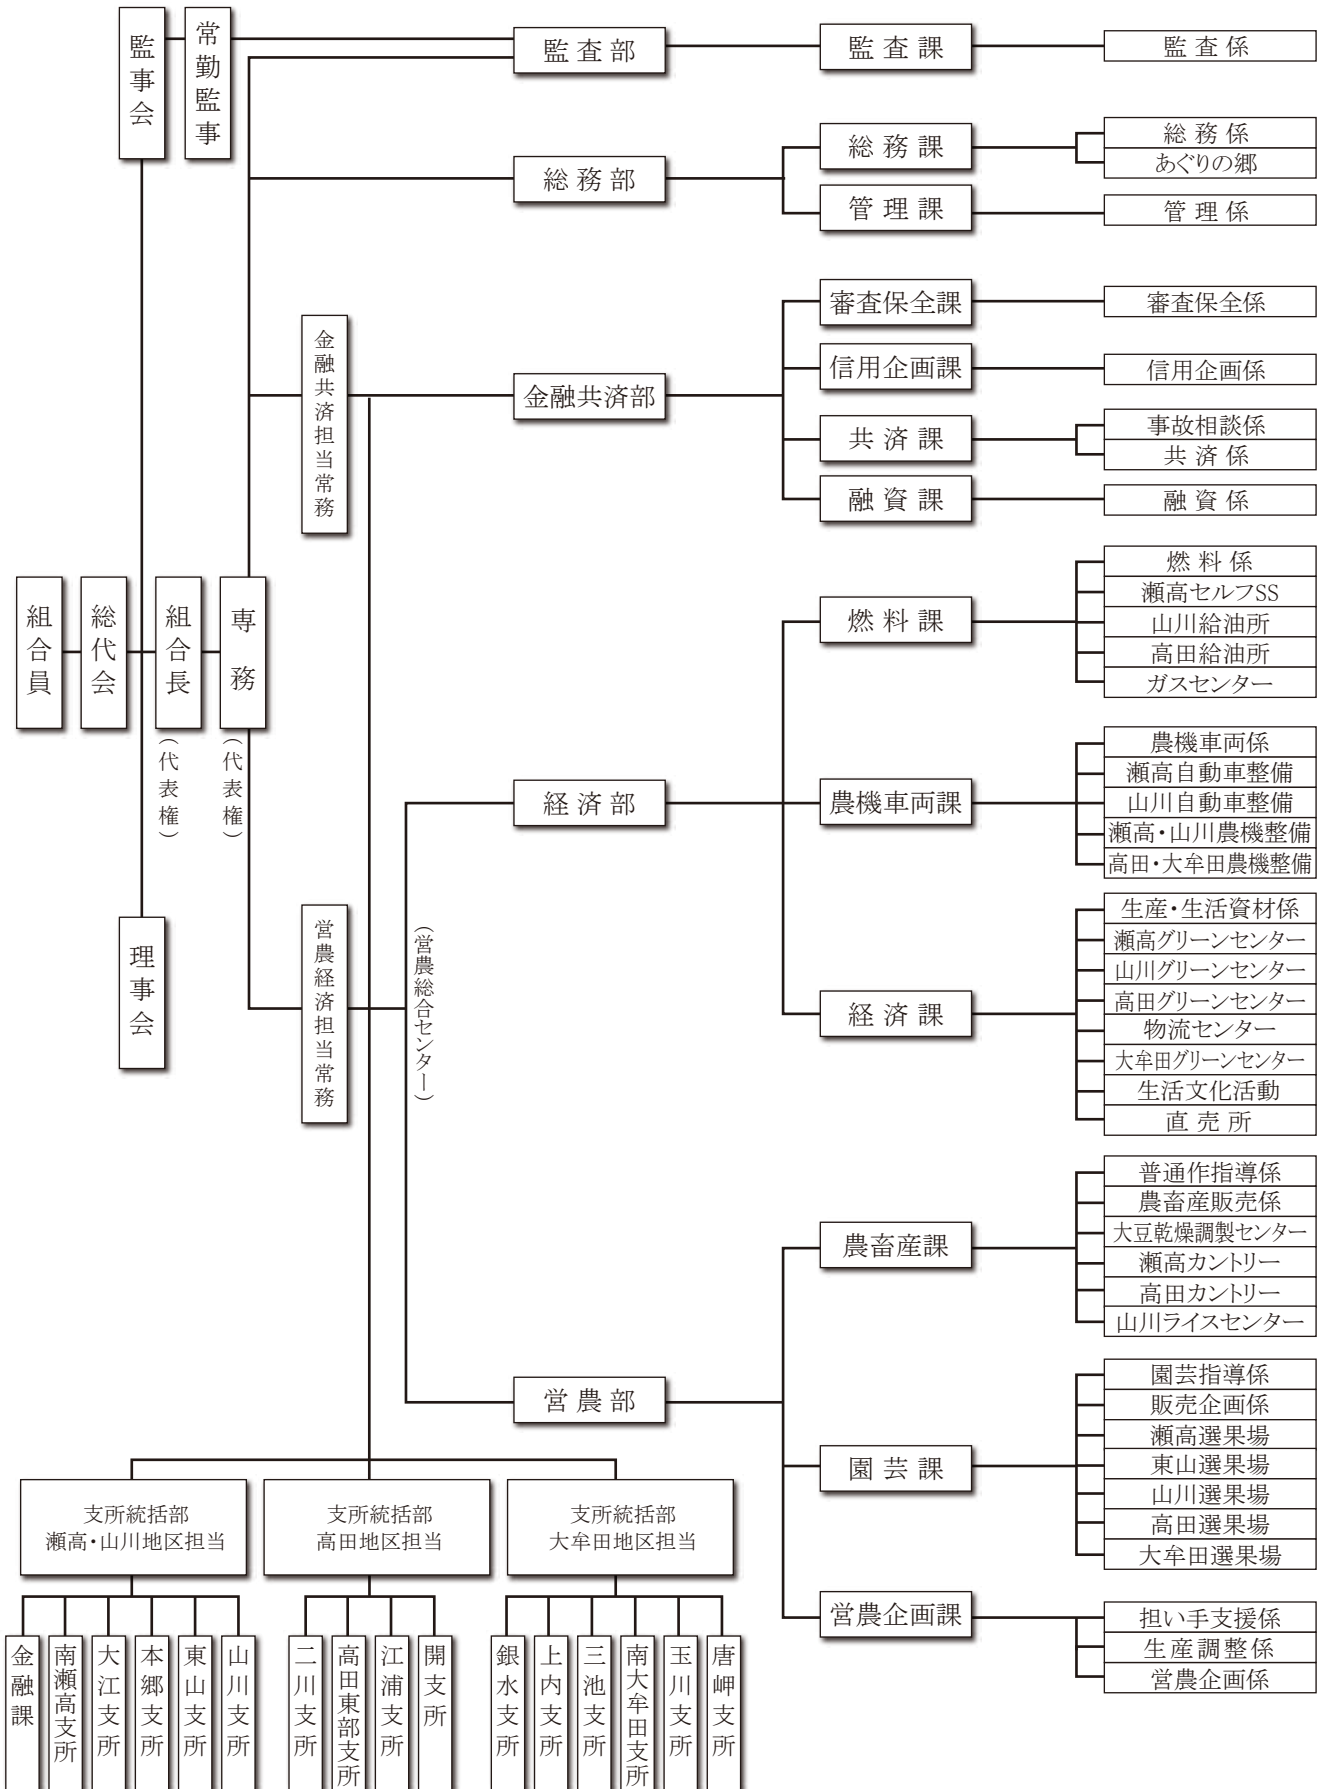 監事会
常勤監事
監査部
監査課
監査係
総務部
総務課
総務係
あぐりの郷
管理課
管理係
金融共済担当常務
金融共済部
審査保全課
審査保全係
信用企画課
信用企画係
共済課
事故相談係
共済係
融資課
融資係
組合員
総代会
組合長
(代表権)
専務
(代表権)
理事会
営農経済担当常務
(営農総合センター)
経済部
燃料課
燃料係
瀬高セルフSS
山川給油所
高田給油所
ガスセンター
農機車両課
農機車両係
瀬高自動車整備
山川自動車整備
瀬高・山川農機整備
高田・大牟田農機整備
経済課
生産・生活資材係
瀬高グリーンセンター
山川グリーンセンター
高田グリーンセンター
物流センター
大牟田グリーンセンター
生活文化活動
直売所
営農部
農畜産課
普通作指導係
農畜産販売係
大豆乾燥調製センター
瀬高カントリー
高田カントリー
山川ライスセンター
園芸課
園芸指導係
販売企画係
瀬高選果場
東山選果場
山川選果場
高田選果場
大牟田選果場
営農企画課
担い手支援係
生産調整係
営農企画係
支所統括部
瀬高・山川地区担当
金融課
南瀬高支所
大江支所
本郷支所
東山支所
山川支所
支所統括部
高田地区担当
二川支所
高田東部支所
江浦支所
開支所
支所統括部
大牟田地区担当
銀水支所
上内支所
三池支所
南大牟田支所
玉川支所
唐岬支所